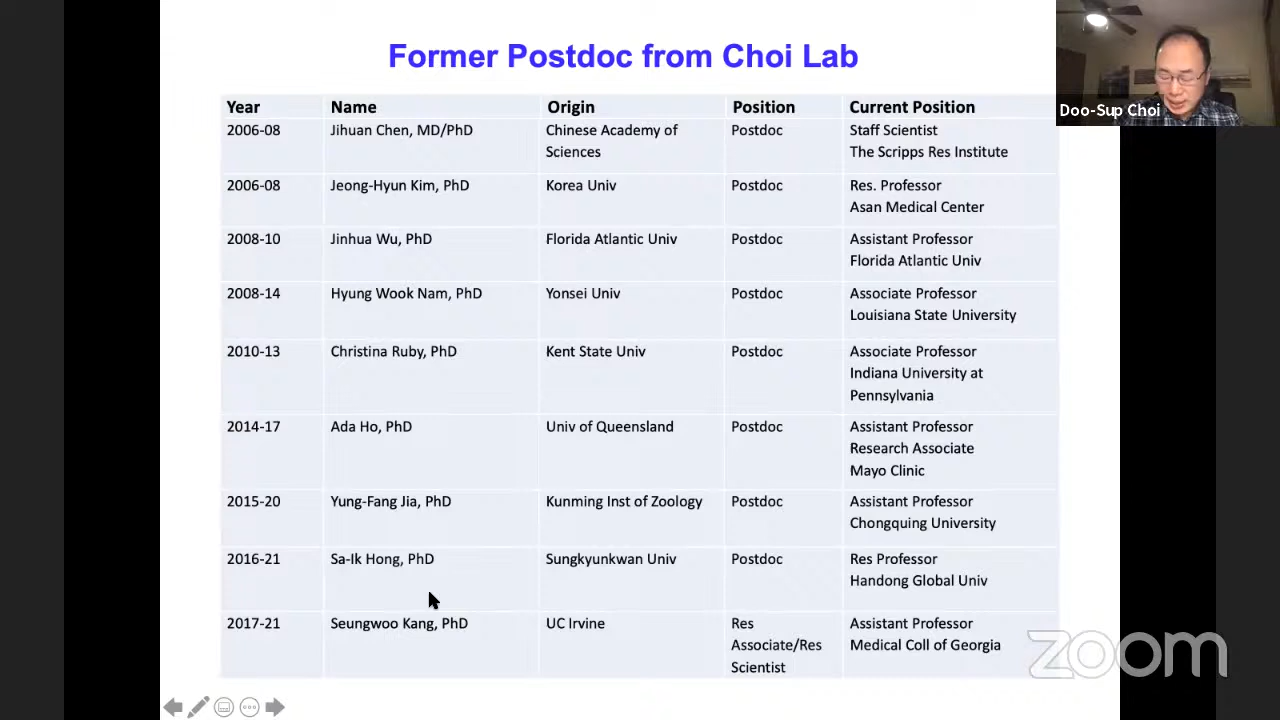 Former Postdoc from Choi Lab
Doo-Sup Choi
Year Name Origin Position Current Position
2006-08 Jihuan Chen, MD/PhD Chinese Academy of Postdoc Staff Scientist
Sciences The Scripps Res Institute
2006-08 Jeong-Hyun Kim, PhD Korea Univ Postdoc Res. Professor
Asan Medical Center
2008-10 Jinhua Wu, PhD Florida Atlantic Univ Postdoc Assistant Professor
Florida Atlantic Univ
2008-14 Hyung Wook Nam, PhD Yonsei Univ Postdoc Associate Professor
Louisiana State University
2010-13 Christina Ruby, PhD Kent State Univ Postdoc Associate Professor
Indiana University at
Pennsylvania
2014-17 Ada Ho, PhD Univ of Queensland Postdoc Assistant Professor
Research Associate
Mayo Clinic
2015-20 Yung-Fang Jia, PhD Kunming Inst of Zoology Postdoc Assistant Professor
Chongquing University
2016-21 Sa-Ik Hong, PhD Sungkyunkwan Univ Postdoc Res Professor
Handong Global Univ
2017-21 Seungwoo Kang, PhD UC Irvine Res Assistant Professor
Associate/Res Medical Coll of Georgia
Scientist
zoom